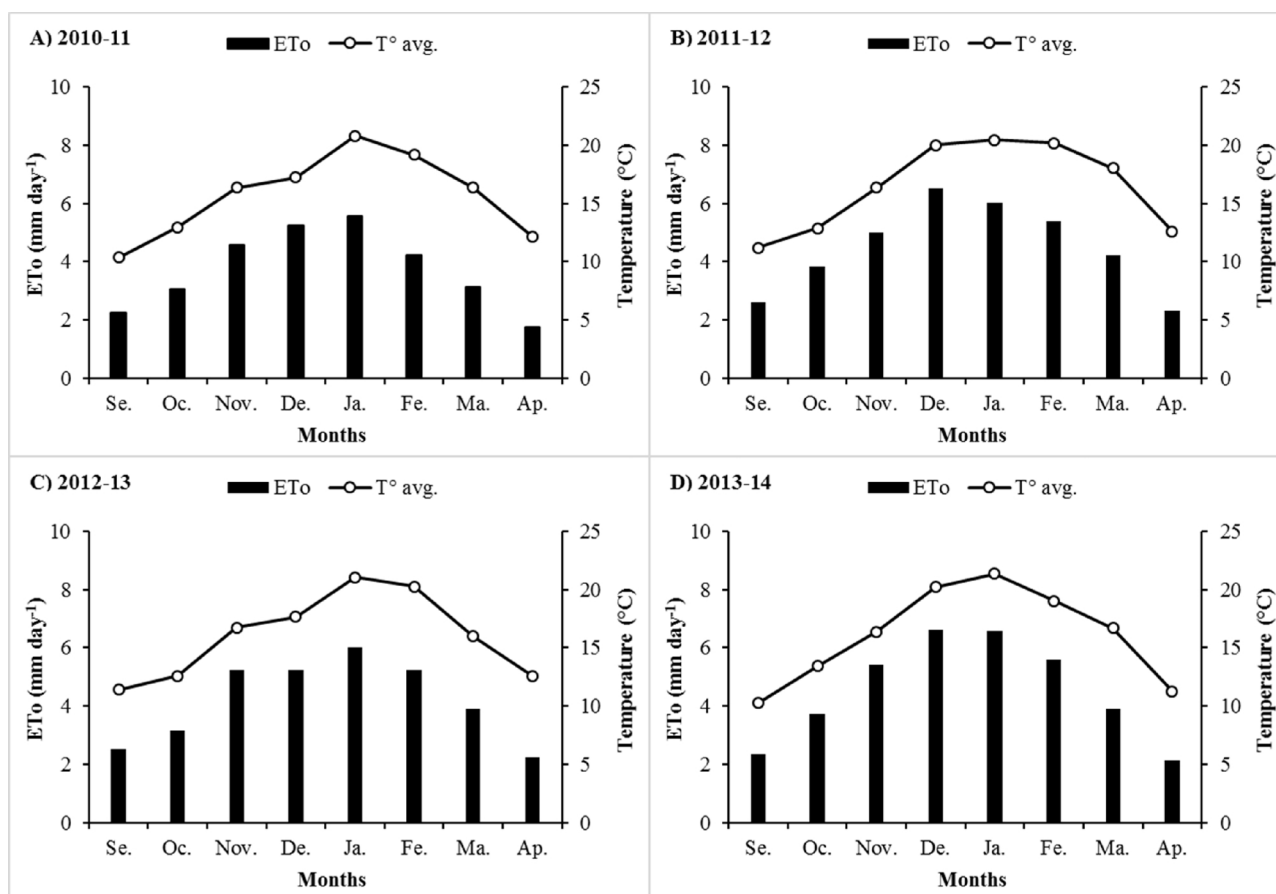 A) 2010-11
ETo T° avg.
10 25
8 20
6 15
4 10
2 5
0 0
ETo (mm day-1)
Temperature (°C)
Se. Oc. Nov. De. Ja. Fe. Ma. Ap.
Months
B) 2011-12
ETo T° avg.
10 25
8 20
6 15
4 10
2 5
0 0
ETo (mm day-1)
Temperature (°C)
Se. Oc. Nov. De. Ja. Fe. Ma. Ap.
Months
C) 2012-13
ETo T° avg.
10 25
8 20
6 15
4 10
2 5
0 0
ETo (mm day-1)
Temperature (°C)
Se. Oc. Nov. De. Ja. Fe. Ma. Ap.
Months
D) 2013-14
ETo T° avg.
10 25
8 20
6 15
4 10
2 5
0 0
ETo (mm day-1)
Temperature (°C)
Se. Oc. Nov. De. Ja. Fe. Ma. Ap.
Months